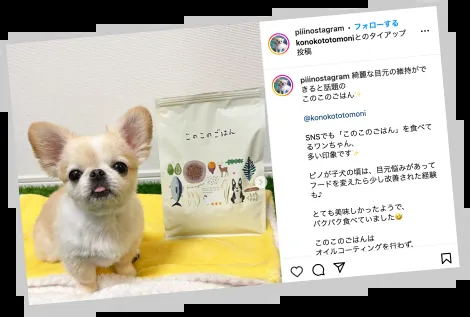 このこのごはん
piiinostagram • フォローする
konokototomoniとのタイアップ
投稿
piiinostagram 綺麗な目元の維持がで
きると話題の
このこのごはん✨
@konokototomoni
SNSでも「このこのごはん」を食べて
るワンちゃん、
多い印象です✨
ピノが子犬の頃は、目元悩みがあって
フードを変えたら少し改善された経験
も♪
とても美味しかったようで、
パクパク食べていました🤣
このこのごはんは
オイルコーティングを行わず、